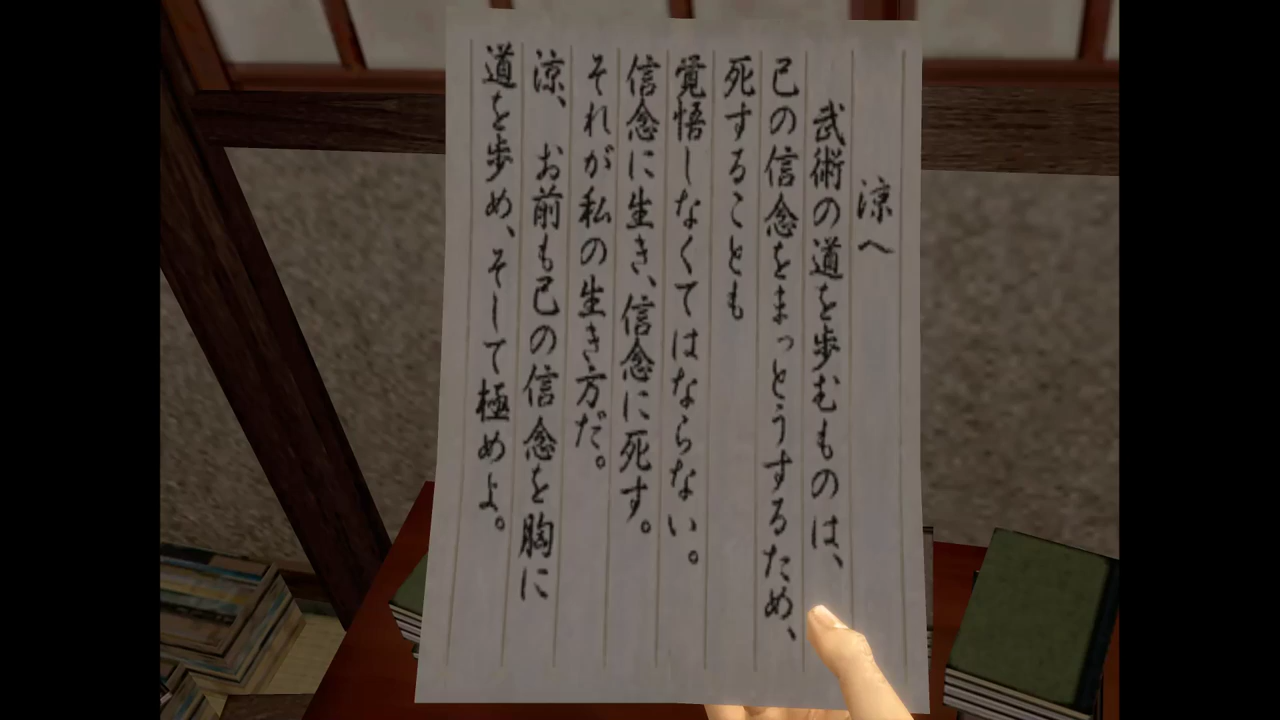 涼へ
武術の道を歩むものは、
己の信念をまっとうするため、
死することも
覚悟しなくてはならない。
信念に生き、信念に死す。
それが私の生き方だ。
涼、お前も己の信念を胸に
道を歩め、そして極めよ。